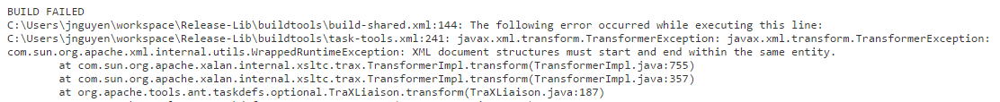 BUILD FAILED
C:\Users\jnguyen\workspace\Release-Lib\buildtools\build-shared.xml:144: The following error occurred while executing this line:
C:\Users\jnguyen\workspace\Release-Lib\buildtools\task-tools.xml:241: javax.xml.transform.TransformerException: javax.xml.transform.TransformerException:
com.sun.org.apache.xml.internal.utils.WrappedRuntimeException: XML document structures must start and end within the same entity.
at com.sun.org.apache.xalan.internal.xsltc.trax.TransformerImpl.transform(TransformerImpl.java:755)
at com.sun.org.apache.xalan.internal.xsltc.trax.TransformerImpl.transform(TransformerImpl.java:357)
at org.apache.tools.ant.taskdefs.optional.TraXLiaison.transform(TraXLiaison.java:187)